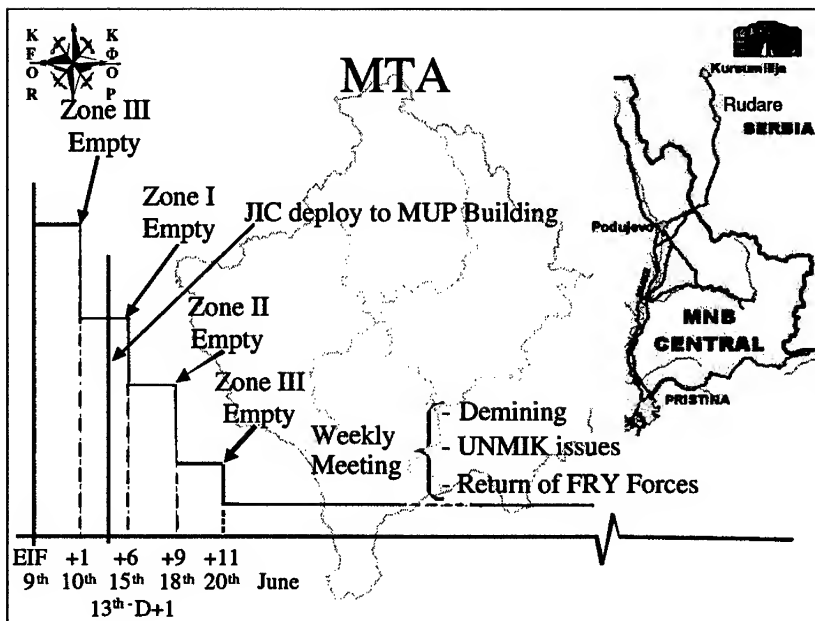 KFOR
КФОР
MTA
Zone III
Empty
Zone I
Empty
JIC deploy to MUP Building
Zone II
Empty
Zone III
Empty
Weekly
Meeting
- Demining
- UNMIK issues
- Return of FRY Forces
EIF +1 +6 +9 +11
9th 10th 15th 18th 20th June
13th-D+1
Kursumlija
Rudare
SERBIA
Podujevo
MNB
CENTRAL
PRISTINA